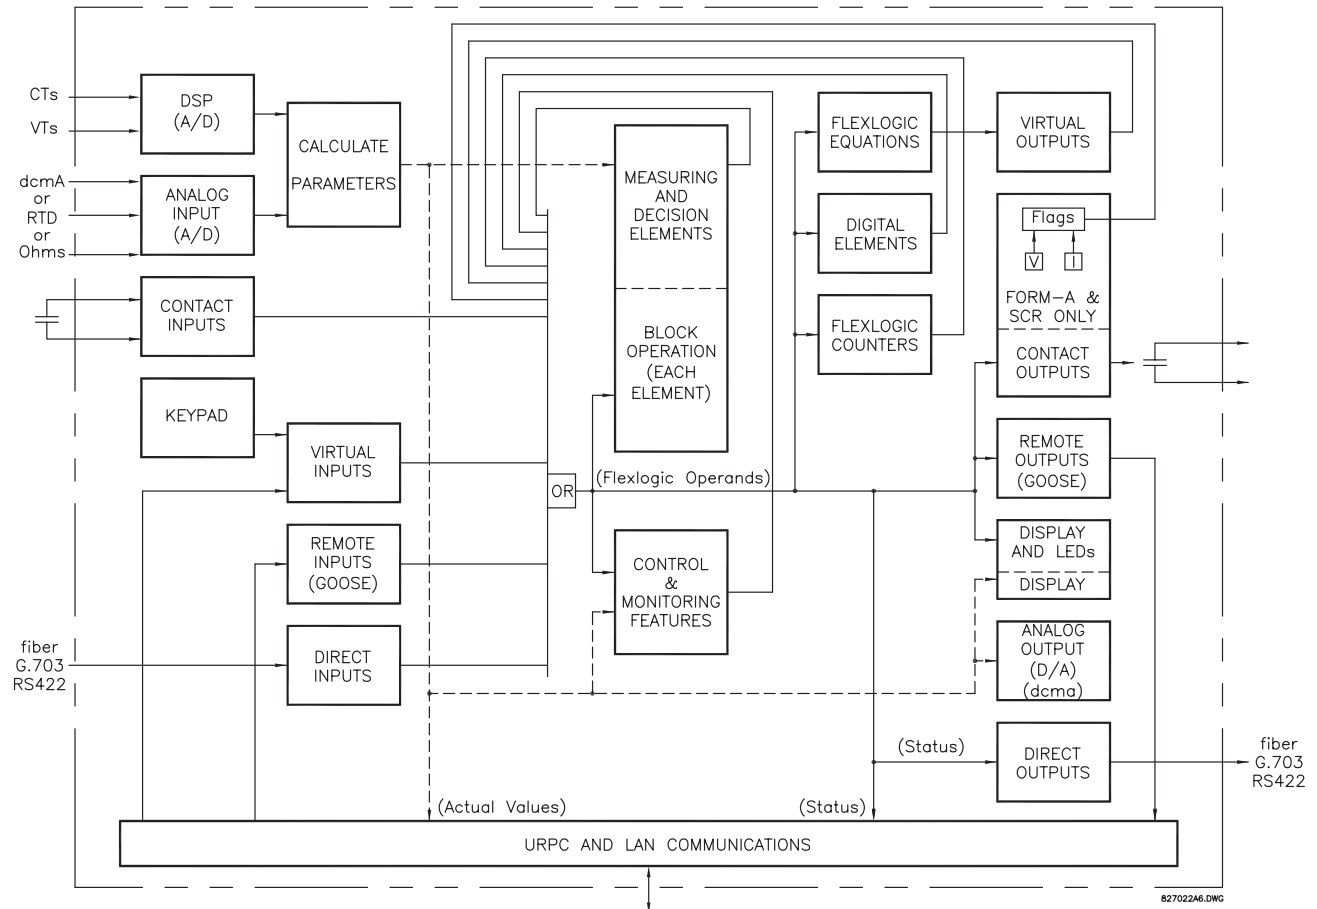 CTs
VTs
dcmA
or
RTD
or
Ohms
DSP
(A/D)
ANALOG
INPUT
(A/D)
CALCULATE
PARAMETERS
CONTACT
INPUTS
KEYPAD
VIRTUAL
INPUTS
REMOTE
INPUTS
(GOOSE)
fiber
G.703
RS422
DIRECT
INPUTS
OR
(Flexlogic Operands)
MEASURING
AND
DECISION
ELEMENTS
BLOCK
OPERATION
(EACH
ELEMENT)
CONTROL
&
MONITORING
FEATURES
FLEXLOGIC
EQUATIONS
DIGITAL
ELEMENTS
FLEXLOGIC
COUNTERS
VIRTUAL
OUTPUTS
Flags
V
I
FORM-A &
SCR ONLY
CONTACT
OUTPUTS
REMOTE
OUTPUTS
(GOOSE)
DISPLAY
AND LEDs
DISPLAY
ANALOG
OUTPUT
(D/A)
(dcma)
(Status)
DIRECT
OUTPUTS
fiber
G.703
RS422
(Actual Values)
(Status)
URPC AND LAN COMMUNICATIONS
827022A6.DWG